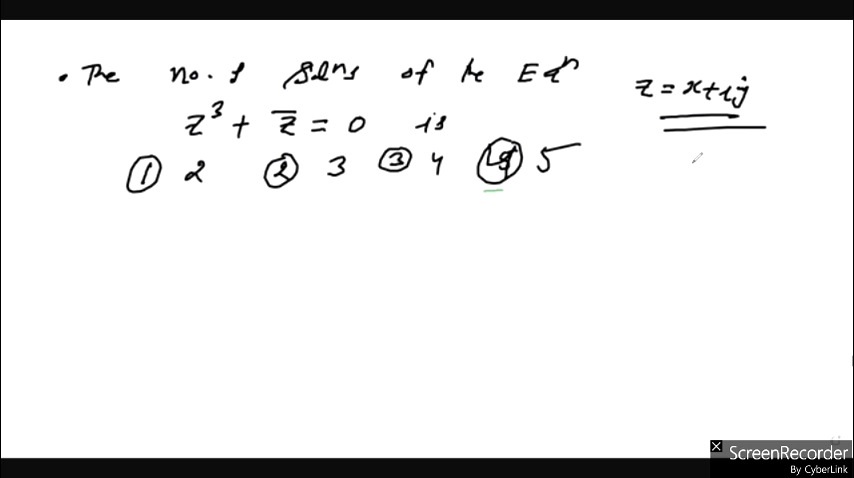 • The no. of Solns of the Eqn
z³ + z̅ = 0 is
① 2 ② 3 ③ 4 ④ 5
z = x+iy
ScreenRecorder
By CyberLink